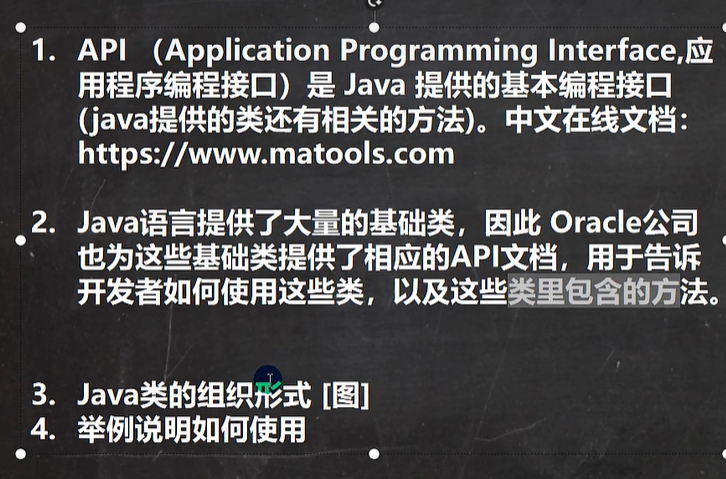 1. API （Application Programming Interface,应
用程序编程接口）是 Java 提供的基本编程接口
(java提供的类还有相关的方法)。中文在线文档：
https://www.matools.com
2. Java语言提供了大量的基础类，因此 Oracle公司
也为这些基础类提供了相应的API文档，用于告诉
开发者如何使用这些类，以及这些类里包含的方法。
3. Java类的组织形式 [图]
4. 举例说明如何使用